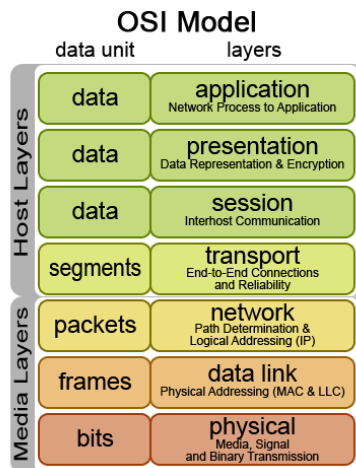 OSI Model
data unit layers
Host Layers
data application
Network Process to Application
data presentation
Data Representation & Encryption
data session
Interhost Communication
segments transport
End-to-End Connections
and Reliability
Media Layers
packets network
Path Determination &
Logical Addressing (IP)
frames data link
Physical Addressing (MAC & LLC)
bits physical
Media, Signal
and Binary Transmission